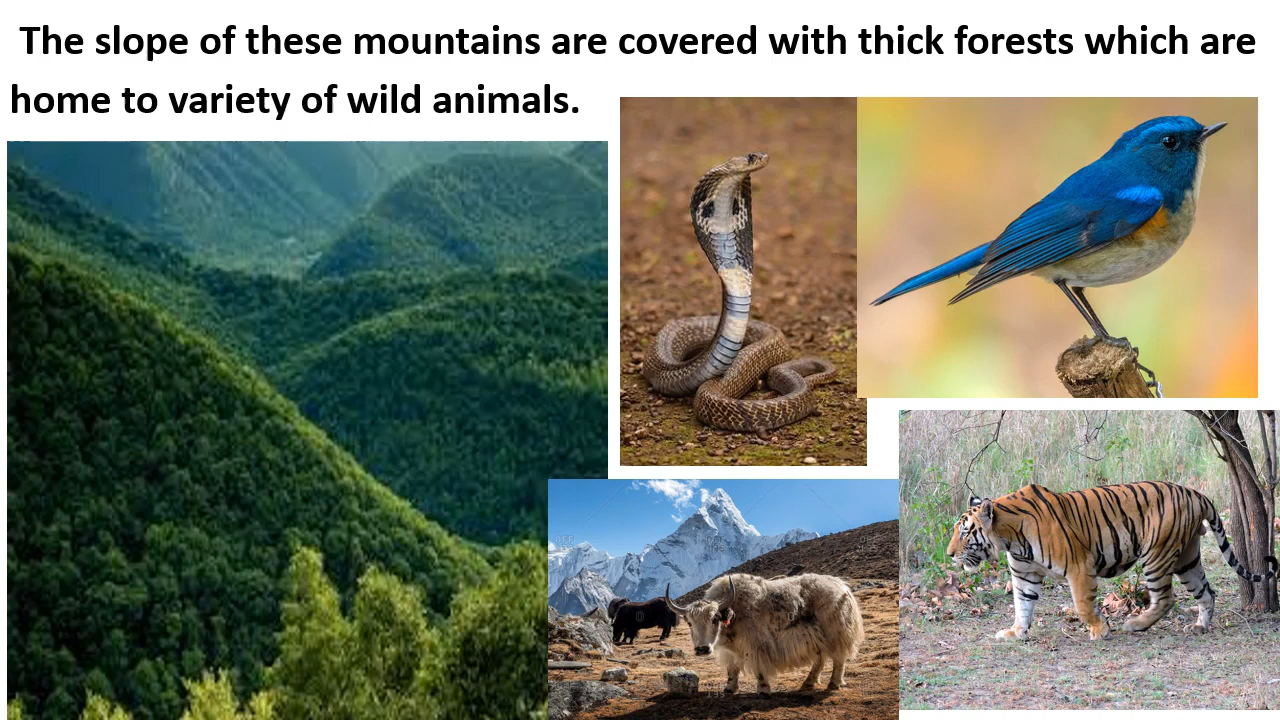 The slope of these mountains are covered with thick forests which are
home to variety of wild animals.